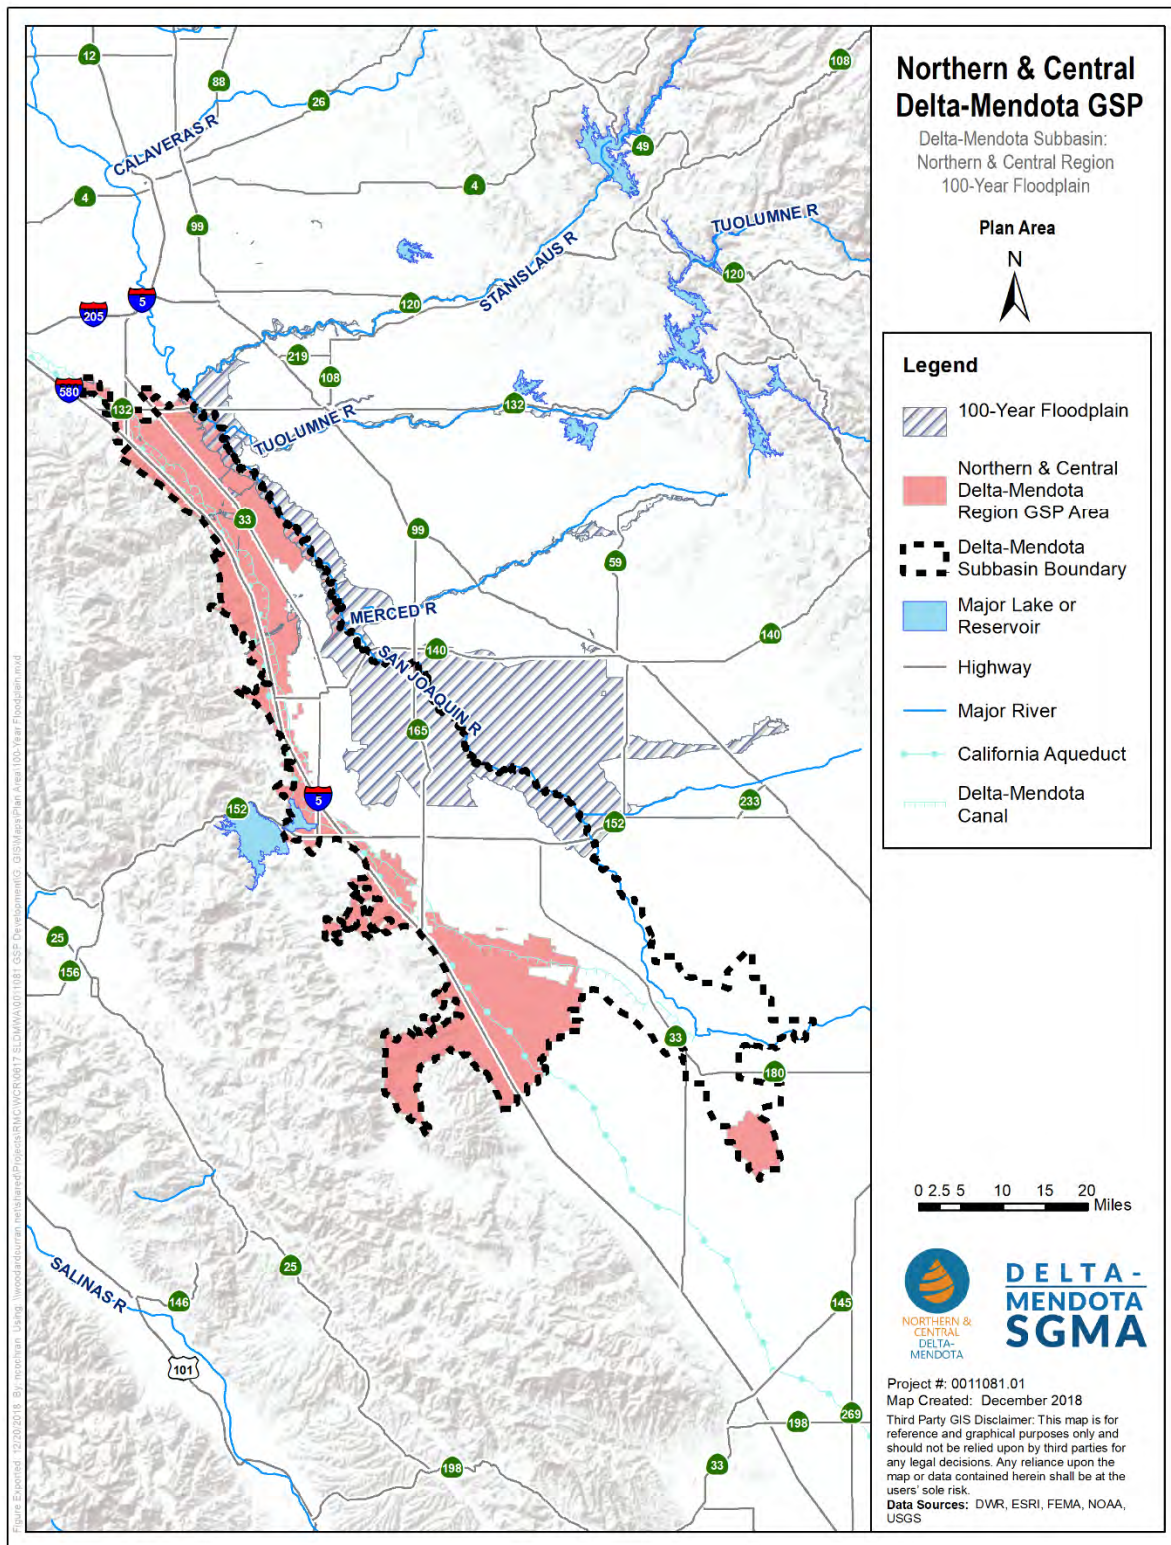 Northern & Central
Delta-Mendota GSP
Delta-Mendota Subbasin:
Northern & Central Region
100-Year Floodplain
Plan Area
N
Legend
100-Year Floodplain
Northern & Central
Delta-Mendota
Region GSP Area
Delta-Mendota
Subbasin Boundary
Major Lake or
Reservoir
Highway
Major River
California Aqueduct
Delta-Mendota
Canal
0 2.5 5 10 15 20
Miles
NORTHERN &
CENTRAL
DELTA-
MENDOTA
DELTA-
MENDOTA
SGMA
Project #: 0011081.01
Map Created: December 2018
Third Party GIS Disclaimer: This map is for
reference and graphical purposes only and
should not be relied upon by third parties for
any legal decisions. Any reliance upon the
map or data contained herein shall be at the
users' sole risk.
Data Sources: DWR, ESRI, FEMA, NOAA,
USGS
12
88
26
108
CALAVERAS R
49
4
4
99
TUOLUMNE R
STANISLAUS R
120
5
205
120
219
108
580
132
132
TUOLUMNE R
33
99
59
MERCED R
140
140
SAN JOAQUIN R
165
5
152
233
152
25
156
33
180
25
SALINAS R
146
101
145
198
269
33
198